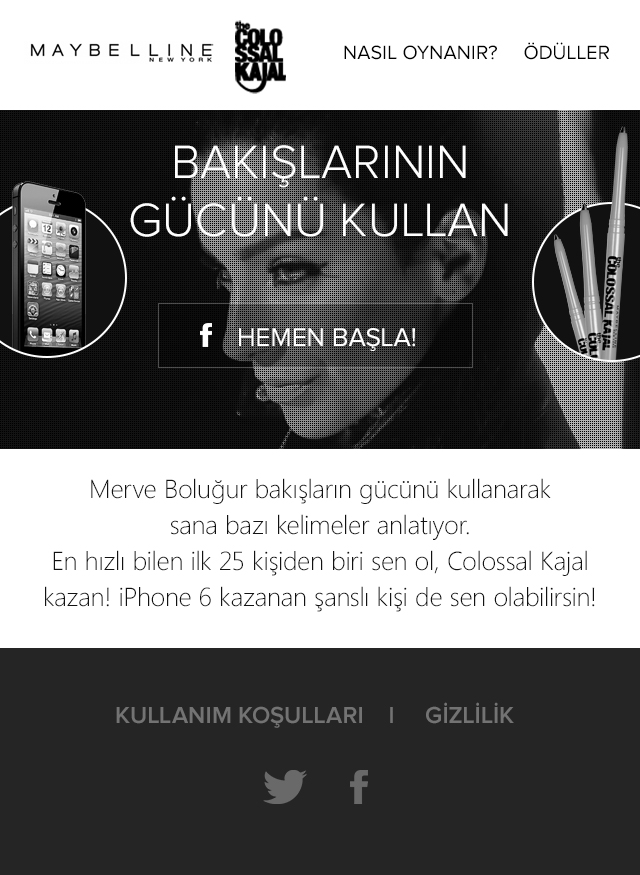 MAYBELLINE
NEW YORK
the
COLO
SSAL
KAJAL
NASIL OYNANIR?
ÖDÜLLER
BAKIŞLARININ
GÜCÜNÜ KULLAN
the COLOSSAL KAJAL
f HEMEN BAŞLA!
Merve Boluğur bakışların gücünü kullanarak
sana bazı kelimeler anlatıyor.
En hızlı bilen ilk 25 kişiden biri sen ol, Colossal Kajal
kazan! iPhone 6 kazanan şanslı kişi de sen olabilirsin!
KULLANIM KOŞULLARI | GİZLİLİK